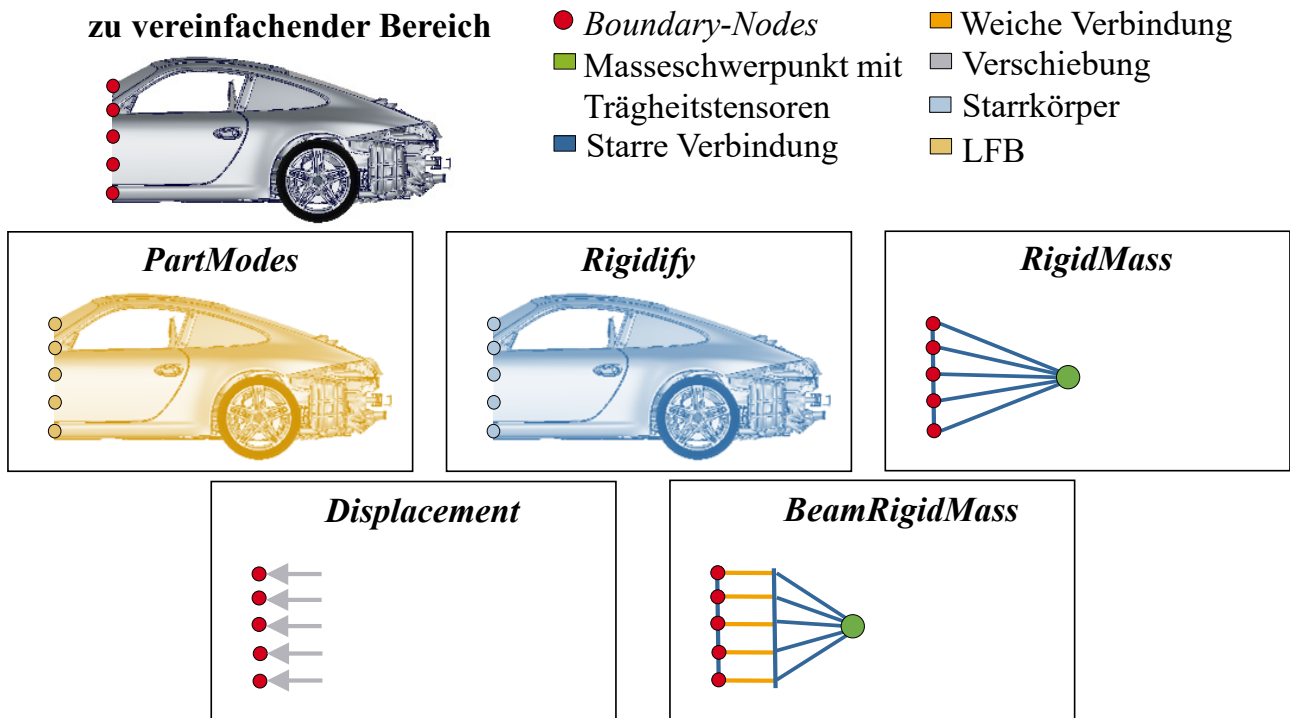 zu vereinfachender Bereich
Boundary-Nodes
Masseschwerpunkt mit
Trägheitstensoren
Starre Verbindung
Weiche Verbindung
Verschiebung
Starrkörper
LFB
PartModes
Rigidify
RigidMass
Displacement
BeamRigidMass